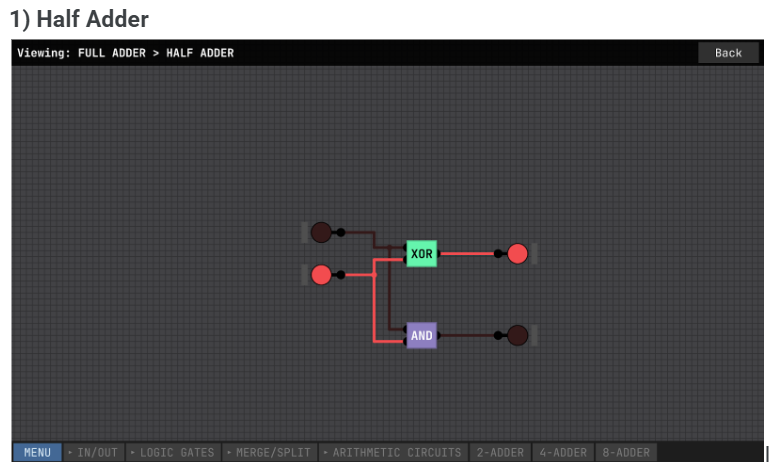 1) Half Adder
Viewing: FULL ADDER > HALF ADDER
Back
XOR
AND
MENU ▸ IN/OUT ▸ LOGIC GATES ▸ MERGE/SPLIT ▸ ARITHMETIC CIRCUITS 2-ADDER 4-ADDER 8-ADDER